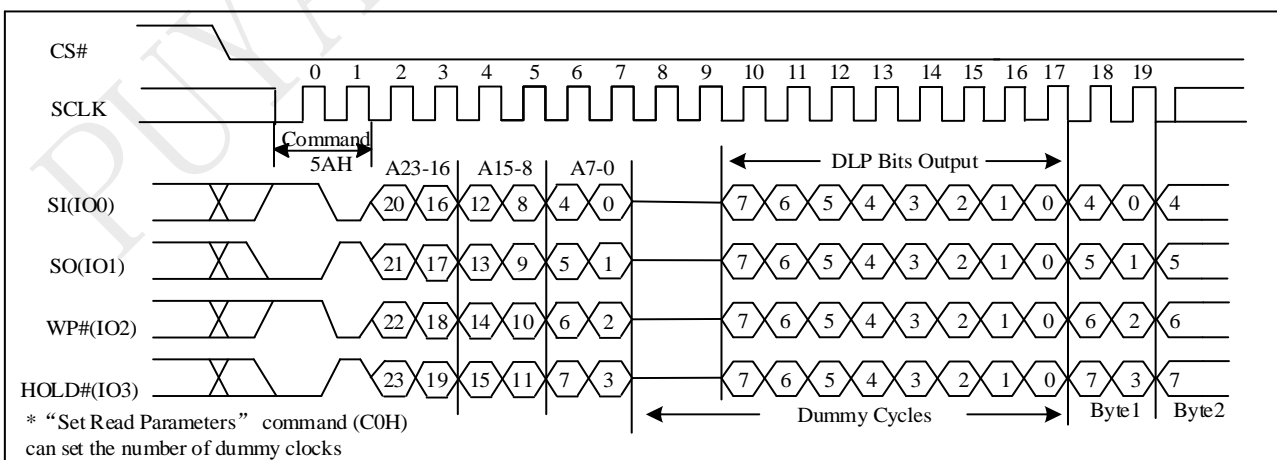 PUYA
CS#
0 1 2 3 4 5 6 7 8 9 10 11 12 13 14 15 16 17 18 19
SCLK
Command
5AH
A23-16 A15-8 A7-0
DLP Bits Output
SI(IO0) 20 16 12 8 4 0 7 6 5 4 3 2 1 0 4 0 4
SO(IO1) 21 17 13 9 5 1 7 6 5 4 3 2 1 0 5 1 5
WP#(IO2) 22 18 14 10 6 2 7 6 5 4 3 2 1 0 6 2 6
HOLD#(IO3) 23 19 15 11 7 3 7 6 5 4 3 2 1 0 7 3 7
Dummy Cycles Byte1 Byte2
* “Set Read Parameters” command (C0H)
can set the number of dummy clocks